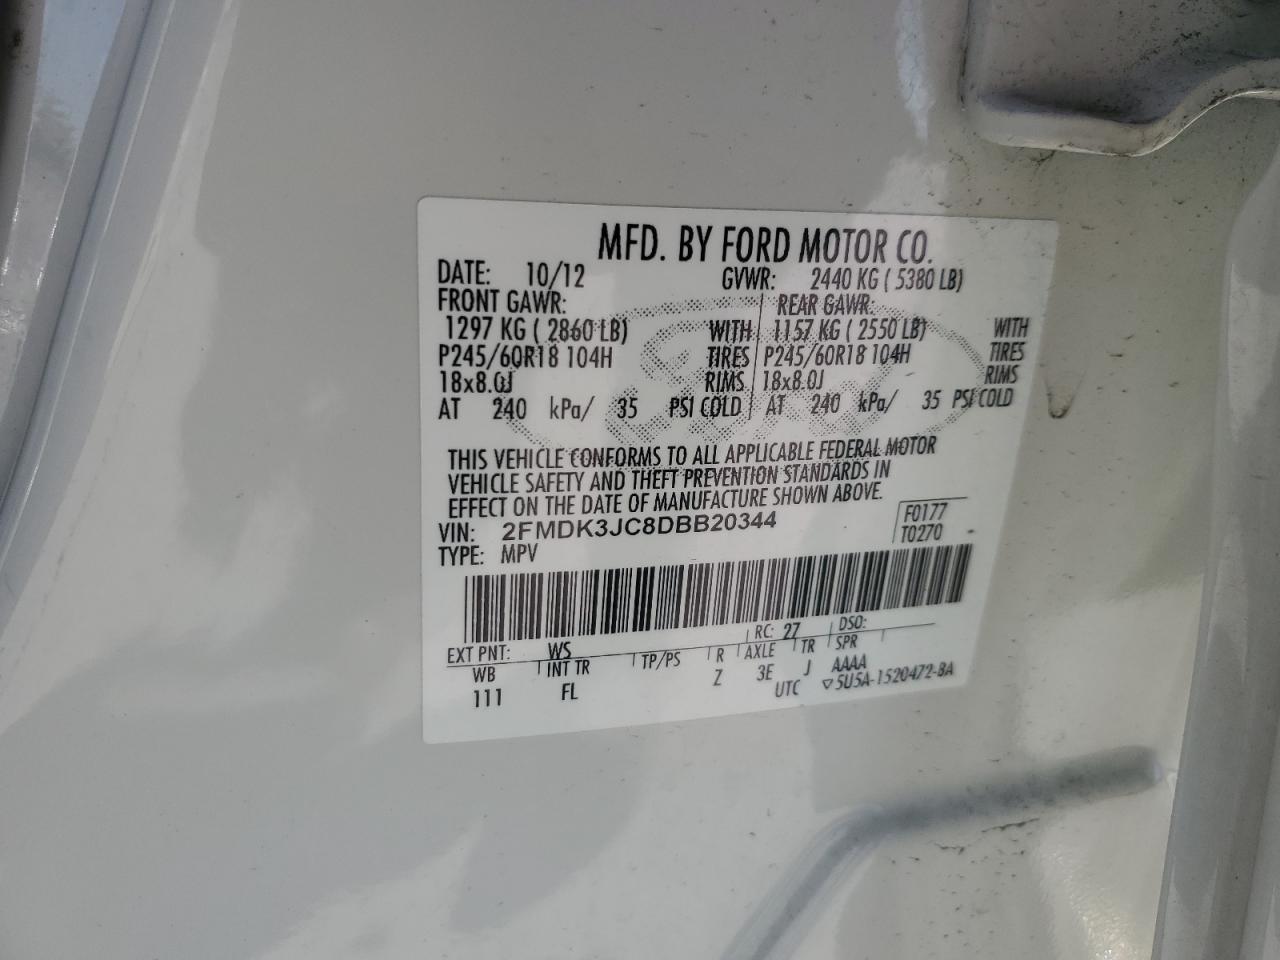 MFD. BY FORD MOTOR CO.
DATE: 10/12 GVWR: 2440 KG ( 5380 LB)
FRONT GAWR: REAR GAWR:
1297 KG ( 2860 LB) WITH 1157 KG ( 2550 LB) WITH
P245/60R18 104H TIRES P245/60R18 104H TIRES
18x8.0J RIMS 18x8.0J RIMS
AT 240 kPa/ 35 PSI COLD AT 240 kPa/ 35 PSI COLD
THIS VEHICLE CONFORMS TO ALL APPLICABLE FEDERAL MOTOR
VEHICLE SAFETY AND THEFT PREVENTION STANDARDS IN
EFFECT ON THE DATE OF MANUFACTURE SHOWN ABOVE.
VIN: 2FMDK3JC8DBB20344 F0177
TYPE: MPV T0270
EXT PNT: WS RC: 27 DSO:
WB INT TR TP/PS R AXLE TR SPR
111 FL Z 3E J AAAA
UTC ▽5U5A-1520472-BA